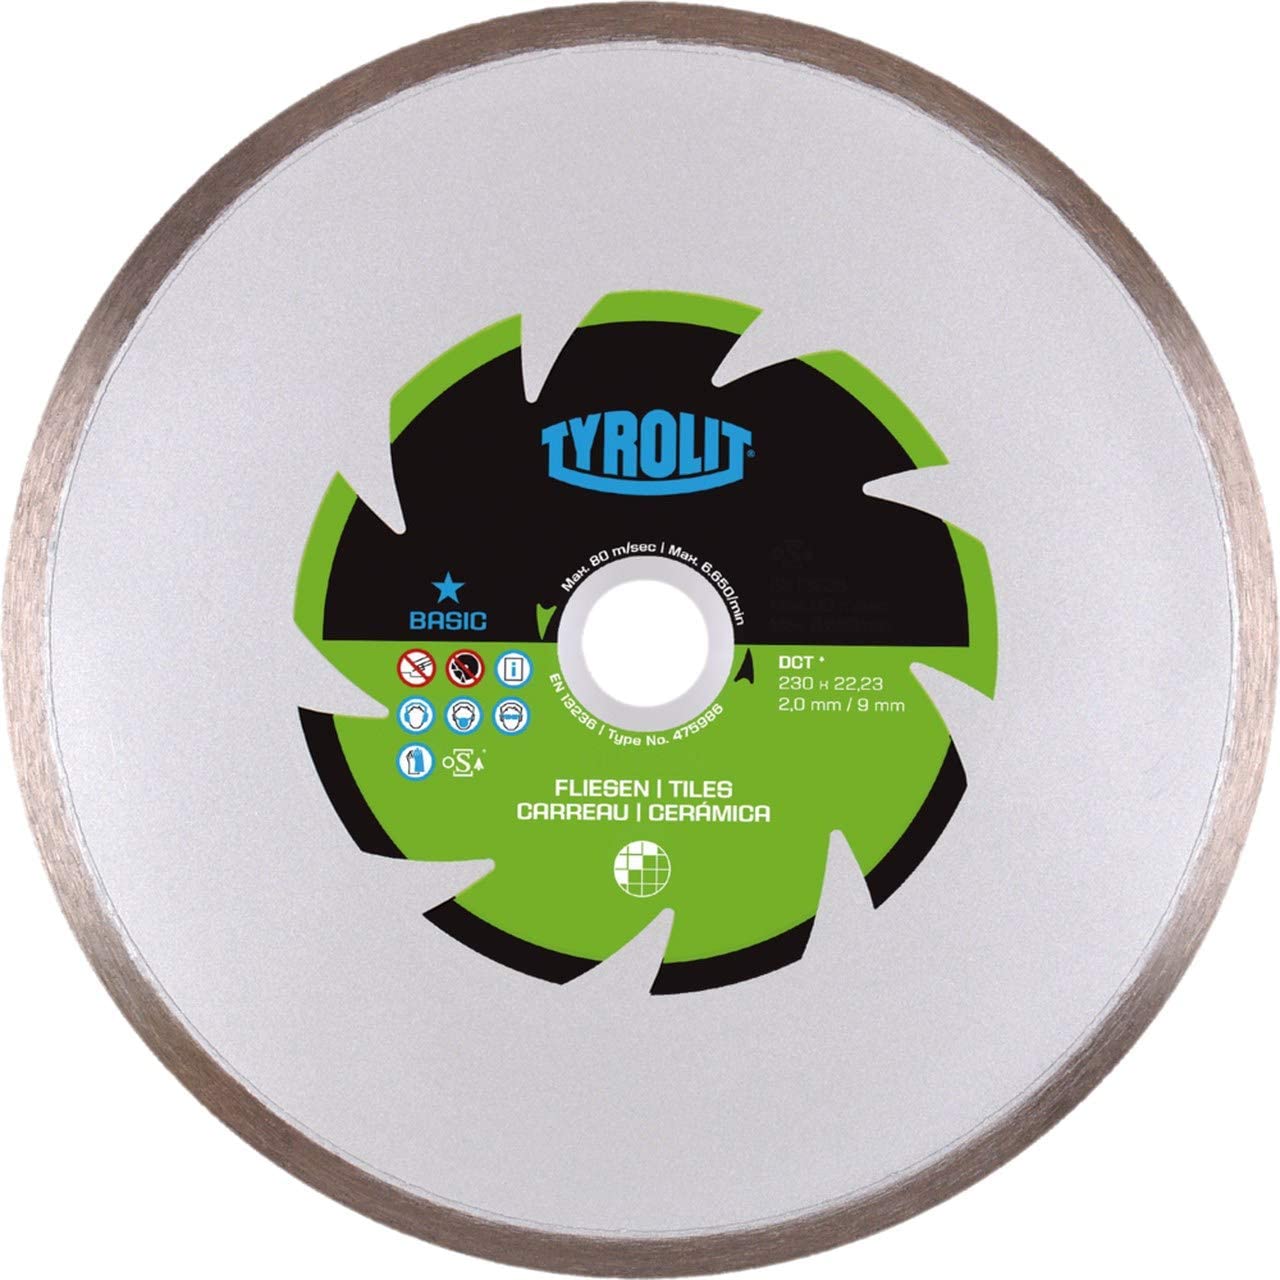 TYROLIT®
Max. 80 m/sec | Max. 6.650/min
BASIC
DCT *
230 x 22,23
2,0 mm / 9 mm
EN 13236 | Type No. 475986
oSA
FLIESEN | TILES
CARREAU | CERÁMICA